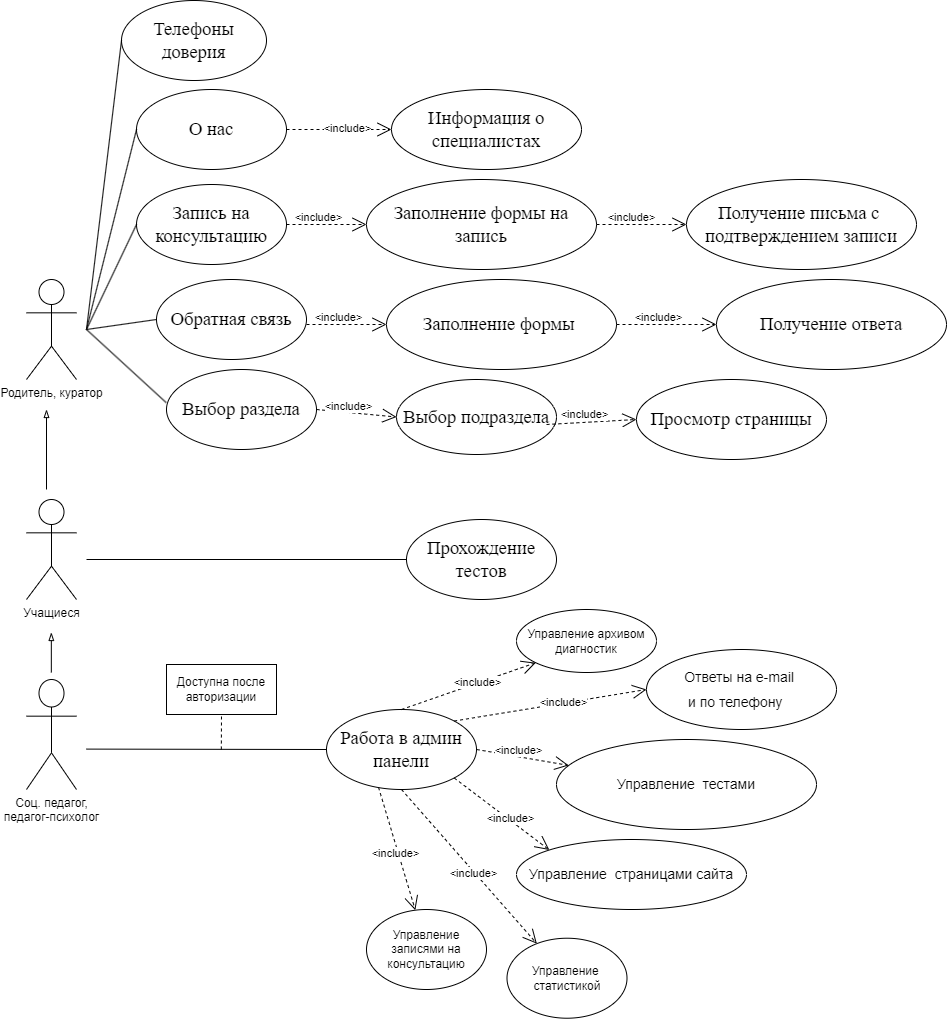 Телефоны
доверия
О нас
<include>
Информация о
специалистах
Запись на
консультацию
<include>
Заполнение формы на
запись
<include>
Получение письма с
подтверждением записи
Обратная связь
<include>
Заполнение формы
<include>
Получение ответа
Родитель, куратор
Выбор раздела
<include>
Выбор подраздела
<include>
Просмотр страницы
Учащиеся
Прохождение
тестов
Управление архивом
диагностик
Доступна после
авторизации
<include>
Ответы на e-mail
и по телефону
<include>
Работа в админ
панели
<include>
Управление тестами
Соц. педагог,
педагог-психолог
<include>
Управление страницами сайта
<include>
<include>
Управление
записями на
консультацию
Управление
статистикой